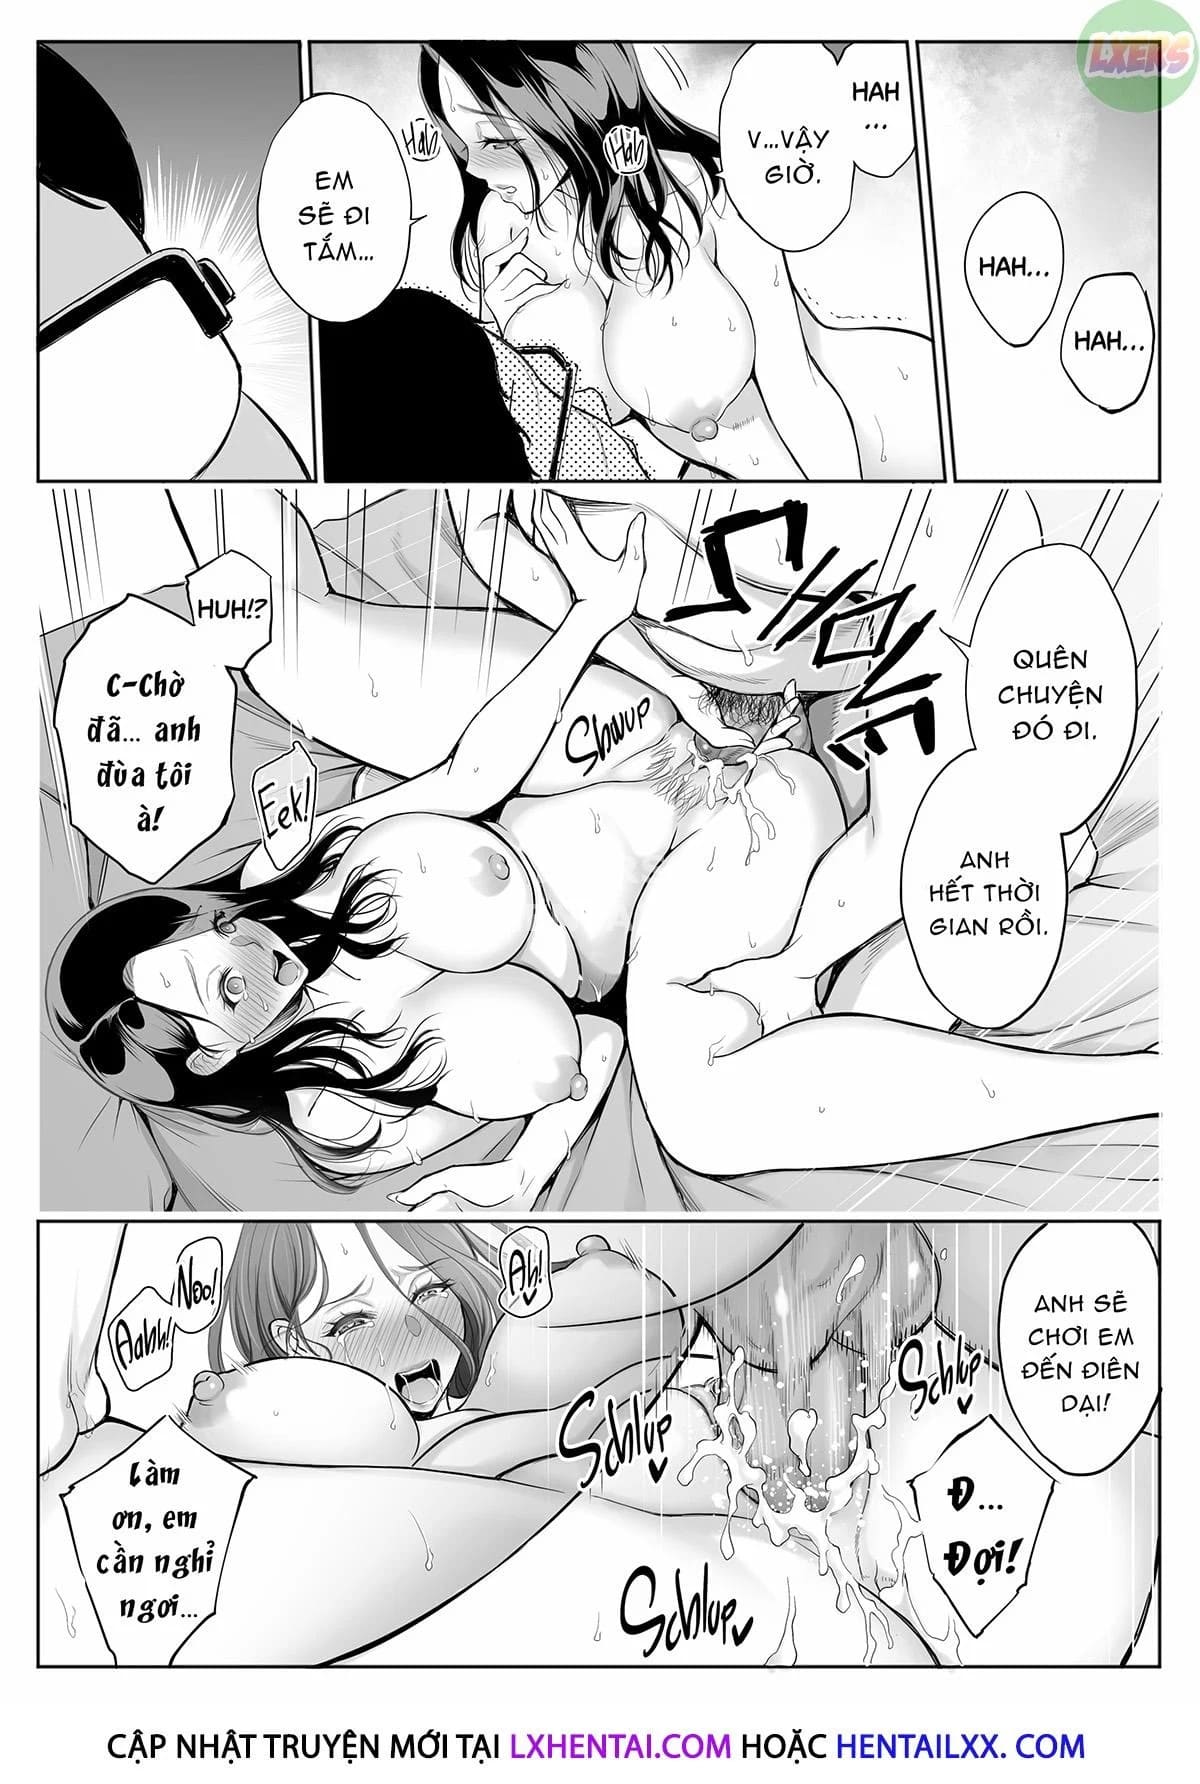 LXERS
HAH...
HAH...
HAH
...
V...VẬY
GIỜ.
Hah
Hah
EM
SẼ ĐI
TẮM...
QUÊN
CHUYỆN
ĐÓ ĐI.
ANH
HẾT THỜI
GIAN RỒI.
SHOVE
Shwup
HUH!?
C-Chờ
đã... anh
đùa tôi
à!
Eek!
ANH SẼ
CHƠI EM
ĐẾN ĐIÊN
DẠI!
Đ...
Đợi!
Schlup
Schlup
Schlup
Ah!
Noo!
Aahh!
Làm
ơn, em
cần nghỉ
ngơi...
CẬP NHẬT TRUYỆN MỚI TẠI LXHENTAI.COM HOẶC HENTAILXX. COM